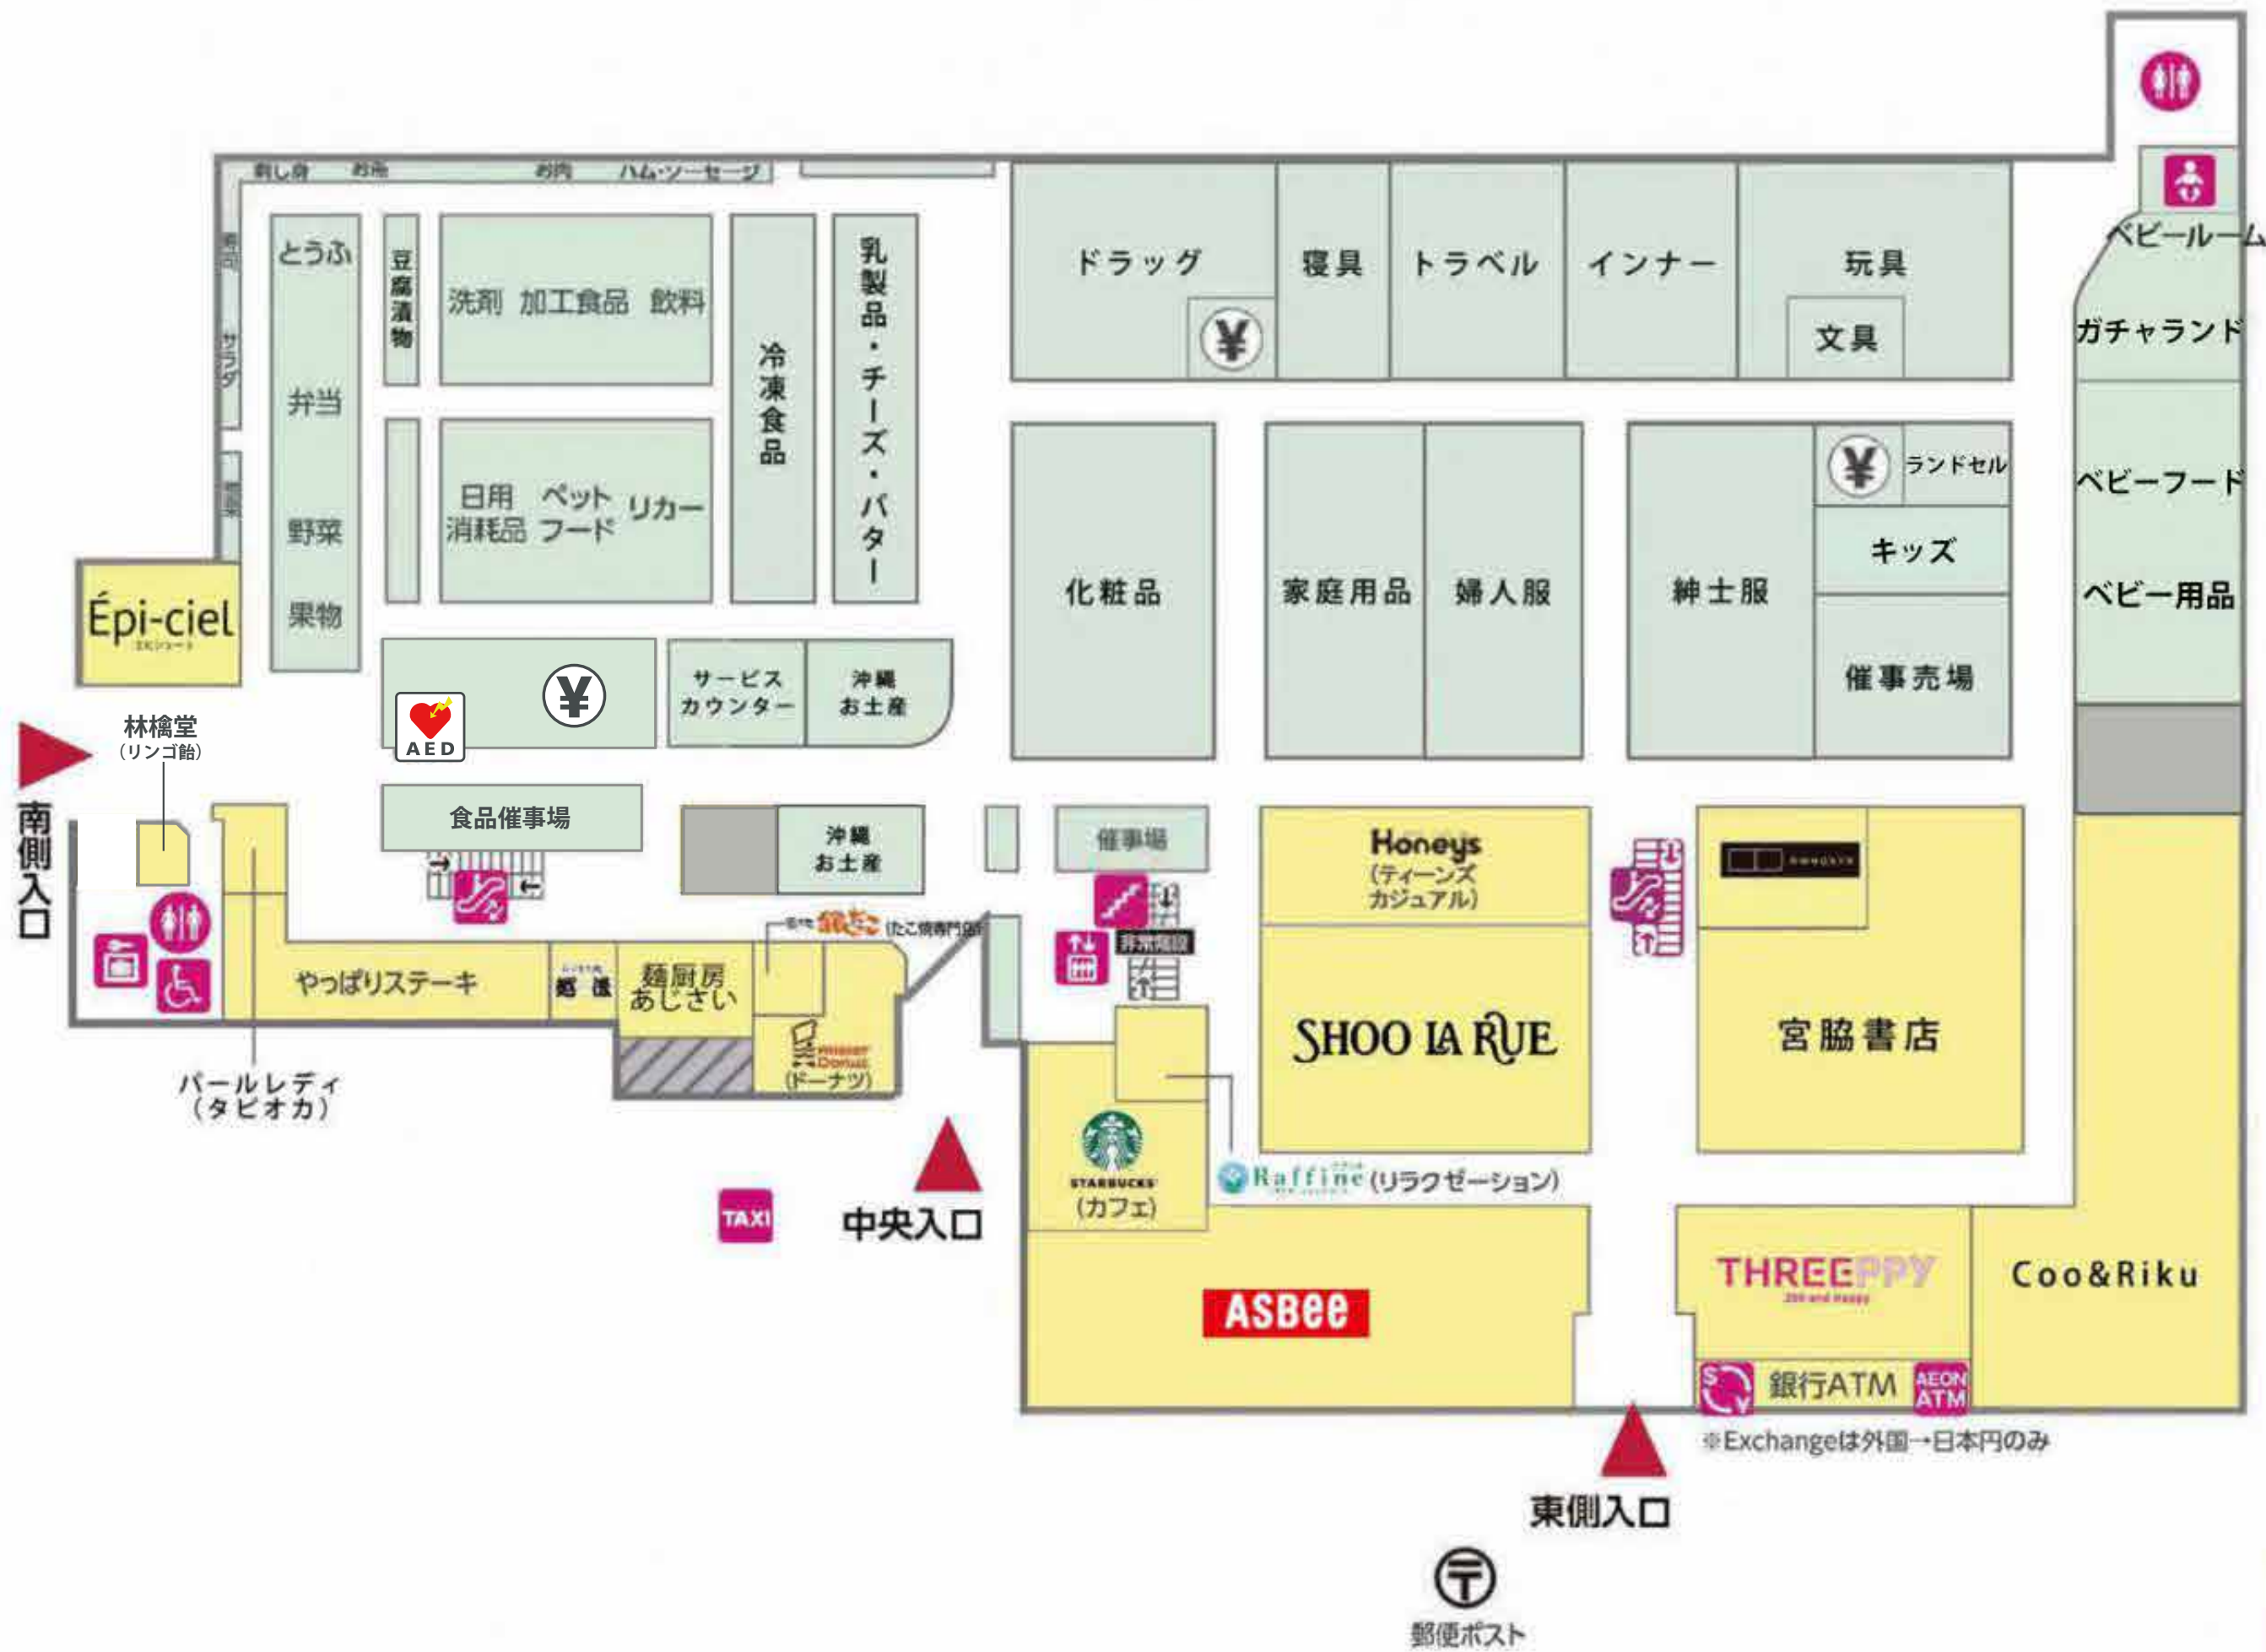 刺し身 お魚 お肉 ハム・ソーセージ
寿司
サラダ
惣菜
とうふ
弁当
野菜
果物
豆腐漬物
洗剤 加工食品 飲料
日用消耗品
ペットフード
リカー
冷凍食品
乳製品・チーズ・バター
ドラッグ
¥
寝具
トラベル
インナー
玩具
文具
ベビールーム
ガチャランド
ベビーフード
ベビー用品
化粧品
家庭用品
婦人服
紳士服
¥
ランドセル
キッズ
催事売場
Épi-ciel
AED
¥
サービス
カウンター
沖縄
お土産
林檎堂
(リンゴ飴)
南側入口
食品催事場
沖縄
お土産
催事場
非常階段
Honeys
(ティーンズ
カジュアル)
銀だこ (たこ焼専門店)
やっぱりステーキ
麺厨房
あじさい
mister
Donut
(ドーナツ)
パールレディ
(タピオカ)
SHOO LA RUE
宮脇書店
STARBUCKS
(カフェ)
Raffine (リラクゼーション)
TAXI
中央入口
ASBee
THREEPPY
Coo&Riku
銀行ATM
AEON
ATM
※Exchangeは外国→日本円のみ
東側入口
〒
郵便ポスト